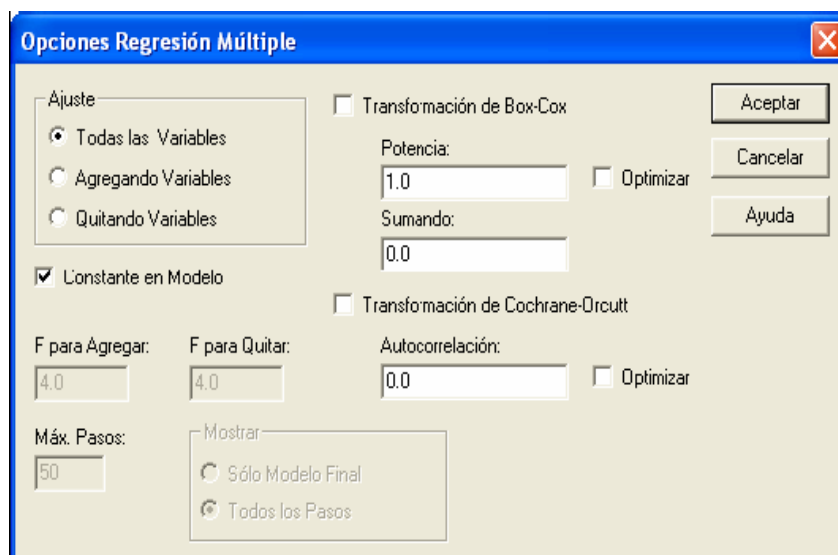 Opciones Regresión Múltiple
Ajuste
Todas las Variables
Agregando Variables
Quitando Variables
Constante en Modelo
F para Agregar:
F para Quitar:
4.0
4.0
Máx. Pasos:
50
Mostrar
Sólo Modelo Final
Todos los Pasos
Transformación de Box-Cox
Potencia:
1.0
Optimizar
Sumando:
0.0
Transformación de Cochrane-Orcutt
Autocorrelación:
0.0
Optimizar
Aceptar
Cancelar
Ayuda